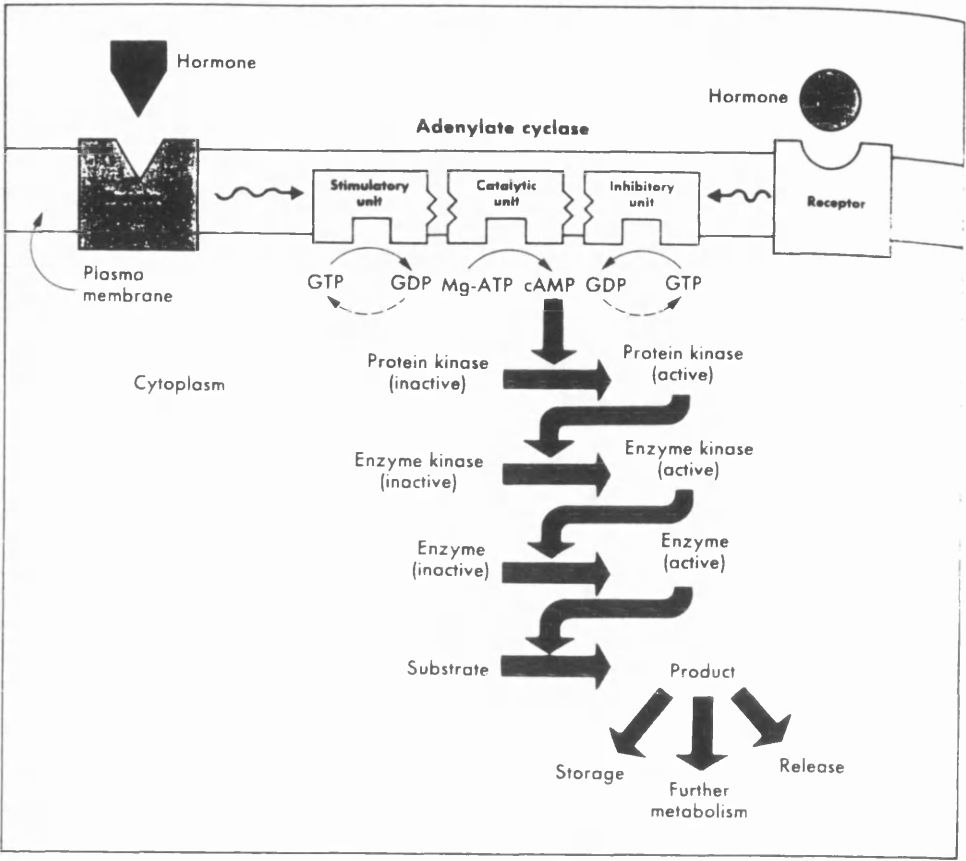 Hormone
Hormone
Adenylate cyclase
Stimulatory
unit
Catalytic
unit
Inhibitory
unit
Receptor
Plasma
membrane
GTP
GDP
Mg-ATP
cAMP
GDP
GTP
Cytoplasm
Protein kinase
(inactive)
Protein kinase
(active)
Enzyme kinase
(inactive)
Enzyme kinase
(active)
Enzyme
(inactive)
Enzyme
(active)
Substrate
Product
Storage
Further
metabolism
Release